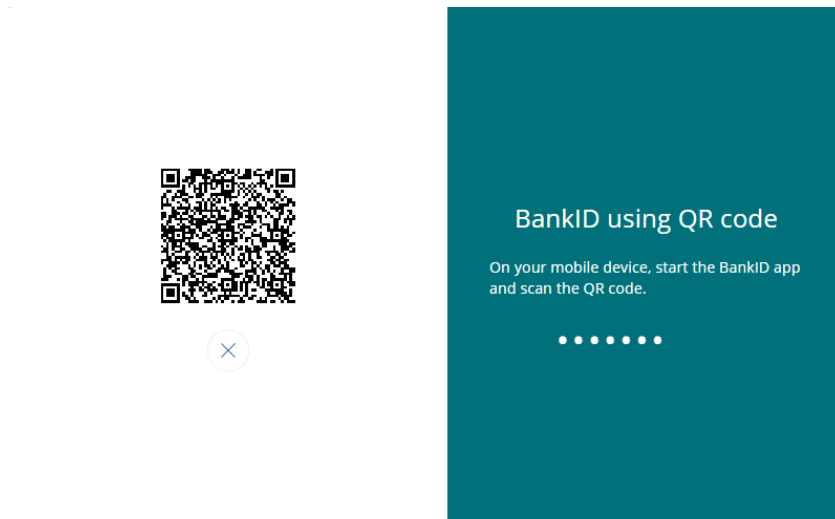 BankID using QR code
On your mobile device, start the BankID app
and scan the QR code.